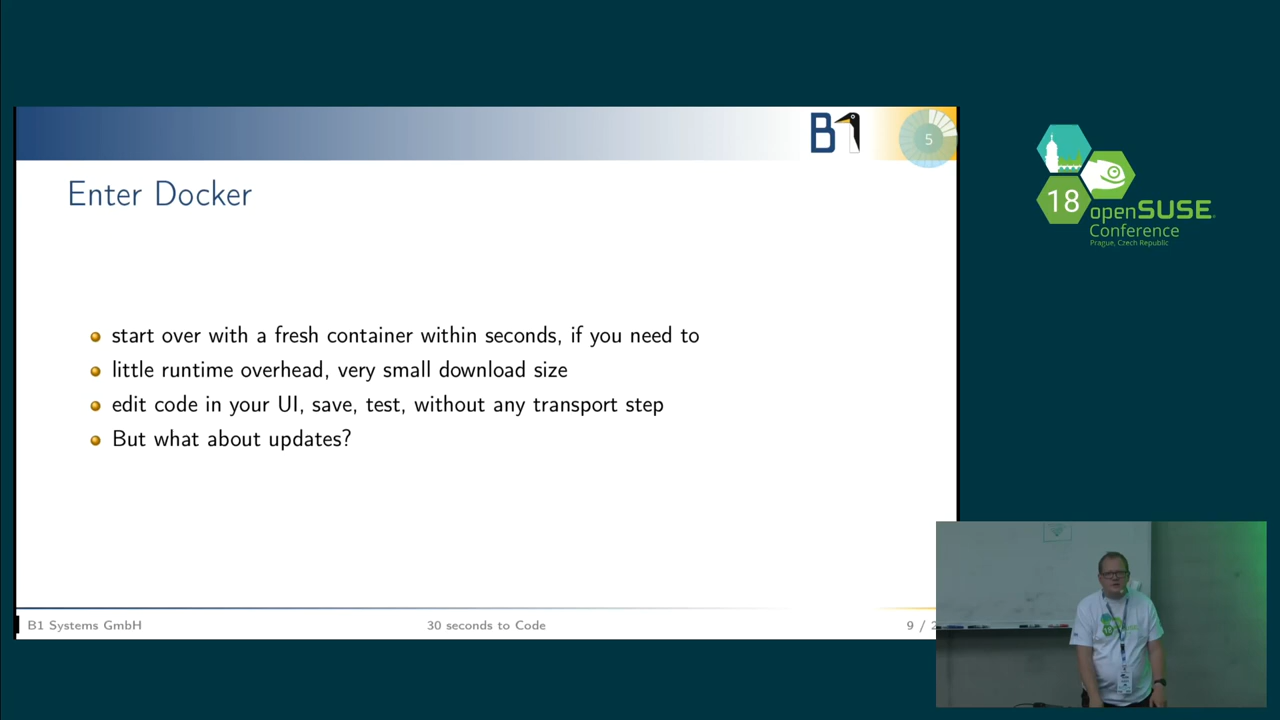 B1
5
Enter Docker
start over with a fresh container within seconds, if you need to
little runtime overhead, very small download size
edit code in your UI, save, test, without any transport step
But what about updates?
B1 Systems GmbH
30 seconds to Code
9 /
18
openSUSE
Conference
Prague, Czech Republic